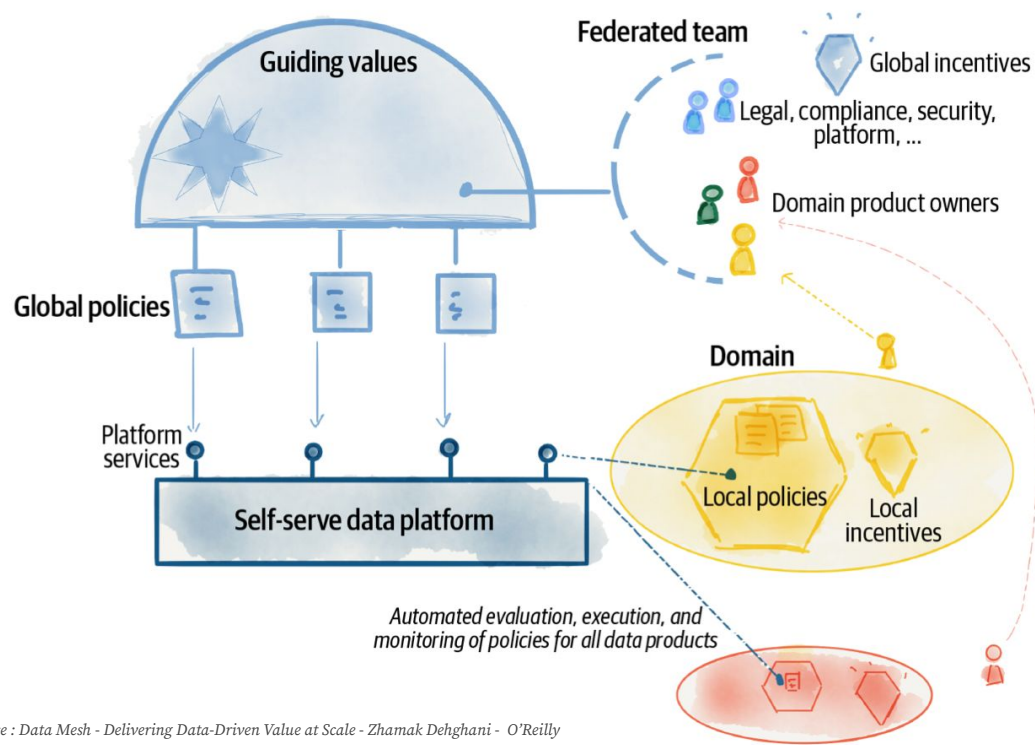 Guiding values
Federated team
Global incentives
Legal, compliance, security,
platform, ...
Domain product owners
Global policies
Domain
Platform
services
Local policies
Local
incentives
Self-serve data platform
Automated evaluation, execution, and
monitoring of policies for all data products
e : Data Mesh - Delivering Data-Driven Value at Scale - Zhamak Dehghani - O'Reilly